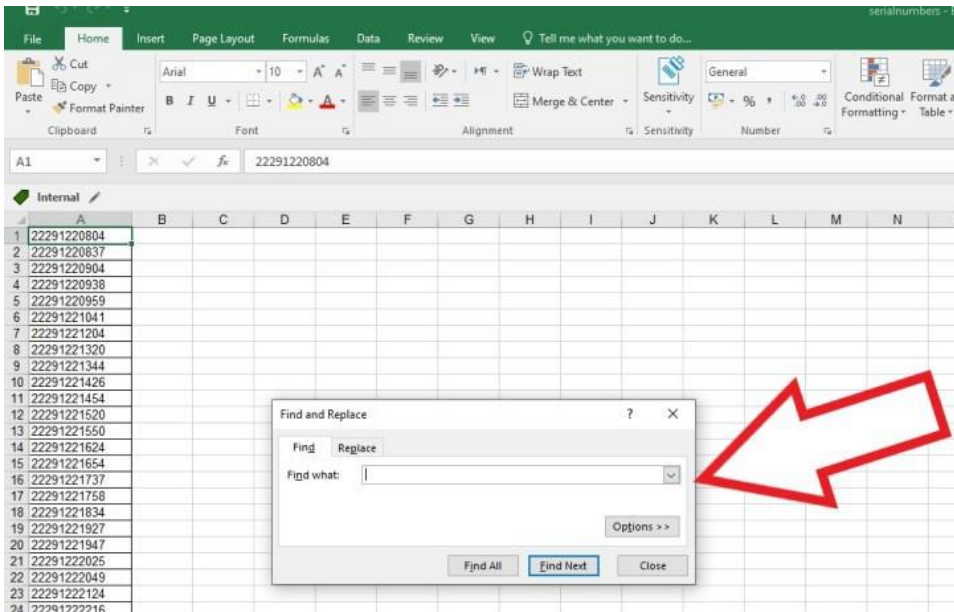 serialnumbers -
File Home Insert Page Layout Formulas Data Review View Tell me what you want to do...
Paste
Cut
Copy
Format Painter
Clipboard
Arial 10 A A
B I U A
Font
Wrap Text
Merge & Center
Alignment
Sensitivity
Sensitivity
General
% ,
Number
Conditional
Formatting
Format a
Table
A1 fx 22291220804
Internal
A B C D E F G H I J K L M N
1 22291220804
2 22291220837
3 22291220904
4 22291220938
5 22291220959
6 22291221041
7 22291221204
8 22291221320
9 22291221344
10 22291221426
11 22291221454
12 22291221520
13 22291221550
14 22291221624
15 22291221654
16 22291221737
17 22291221758
18 22291221834
19 22291221927
20 22291221947
21 22291222025
22 22291222049
23 22291222124
24 22291222216
Find and Replace ? ×
Find Replace
Find what:
Options >>
Find All Find Next Close